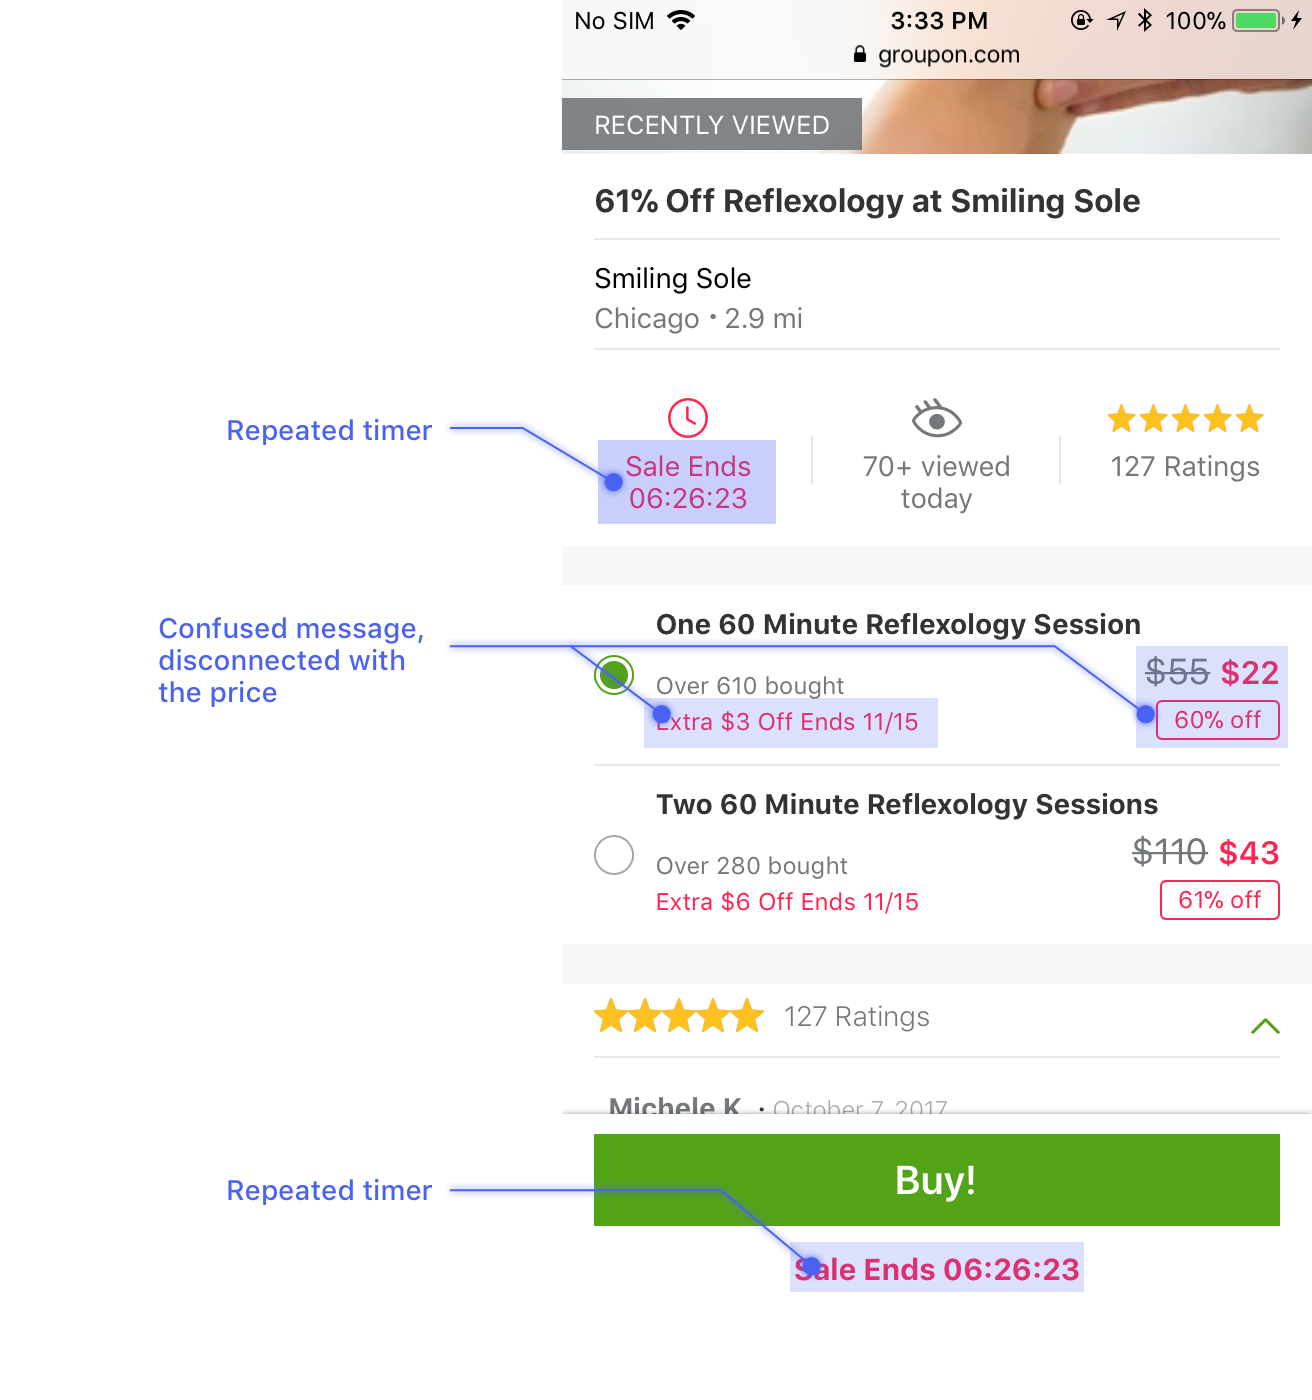 No SIM 3:33 PM 100%
groupon.com
RECENTLY VIEWED
61% Off Reflexology at Smiling Sole
Smiling Sole
Chicago • 2.9 mi
Repeated timer
Sale Ends
06:26:23
70+ viewed
today
127 Ratings
Confused message,
disconnected with
the price
One 60 Minute Reflexology Session
$55 $22
Over 610 bought
60% off
Extra $3 Off Ends 11/15
Two 60 Minute Reflexology Sessions
$110 $43
Over 280 bought
61% off
Extra $6 Off Ends 11/15
127 Ratings
Michele K. · October 7, 2017
Repeated timer
Buy!
Sale Ends 06:26:23